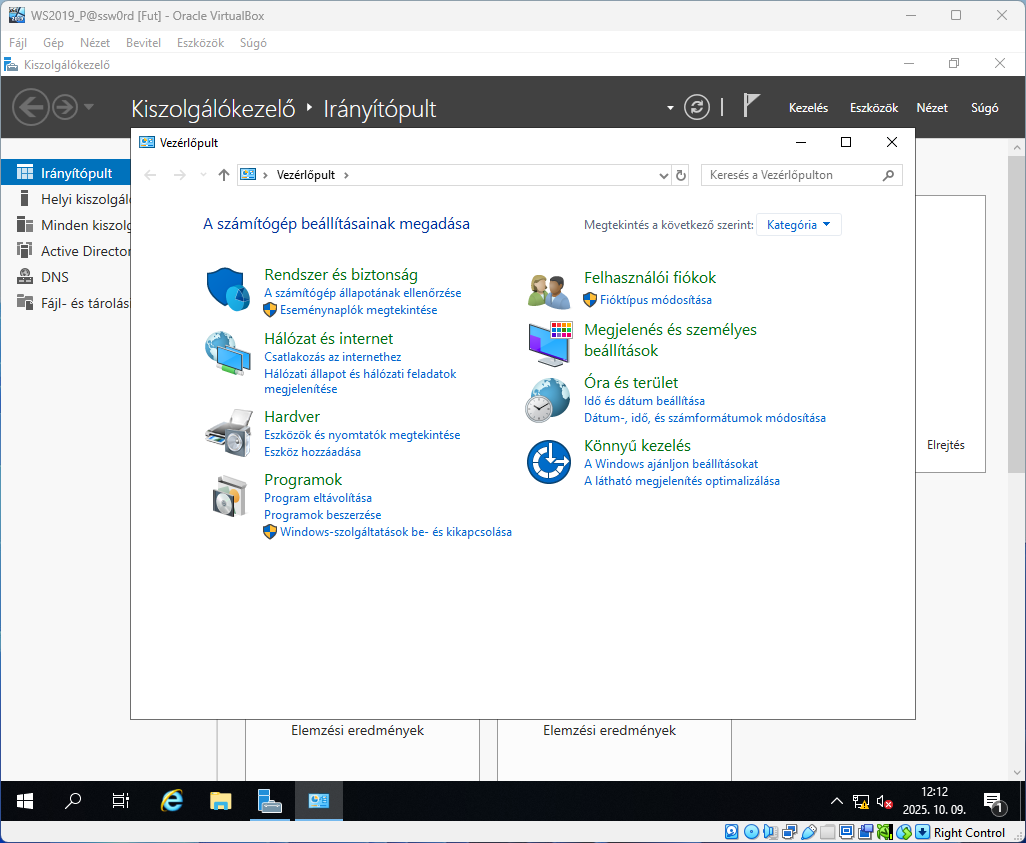 WS2019_P@ssw0rd [Fut] - Oracle VirtualBox
Fájl Gép Nézet Bevitel Eszközök Súgó
Kiszolgálókezelő
Kiszolgálókezelő Irányítópult
Kezelés Eszközök Nézet Súgó
Vezérlőpult
Vezérlőpult
Keresés a Vezérlőpulton
Irányítópult
Helyi kiszolgáló
Minden kiszolg
Active Director
DNS
Fájl- és tárolás
A számítógép beállításainak megadása
Megtekintés a következő szerint: Kategória
Rendszer és biztonság
A számítógép állapotának ellenőrzése
Eseménynaplók megtekintése
Hálózat és internet
Csatlakozás az internethez
Hálózati állapot és hálózati feladatok
megjelenítése
Hardver
Eszközök és nyomtatók megtekintése
Eszköz hozzáadása
Programok
Program eltávolítása
Programok beszerzése
Windows-szolgáltatások be- és kikapcsolása
Felhasználói fiókok
Fióktípus módosítása
Megjelenés és személyes
beállítások
Óra és terület
Idő és dátum beállítása
Dátum-, idő, és számformátumok módosítása
Könnyű kezelés
A Windows ajánljon beállításokat
A látható megjelenítés optimalizálása
Elrejtés
Elemzési eredmények
Elemzési eredmények
12:12
2025. 10. 09.
1
Right Control